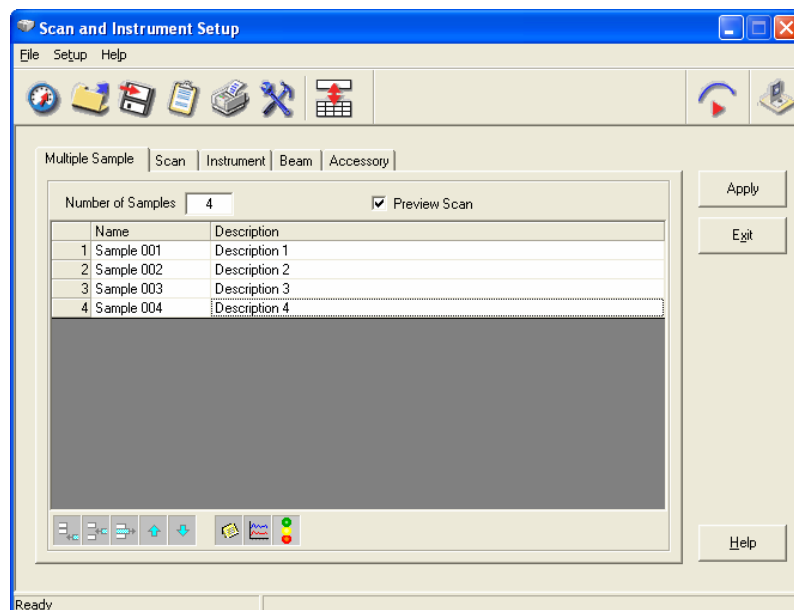 Scan and Instrument Setup
File Setup Help
Multiple Sample Scan Instrument Beam Accessory
Number of Samples 4 Preview Scan
Name Description
1 Sample 001 Description 1
2 Sample 002 Description 2
3 Sample 003 Description 3
4 Sample 004 Description 4
Apply
Exit
Help
Ready